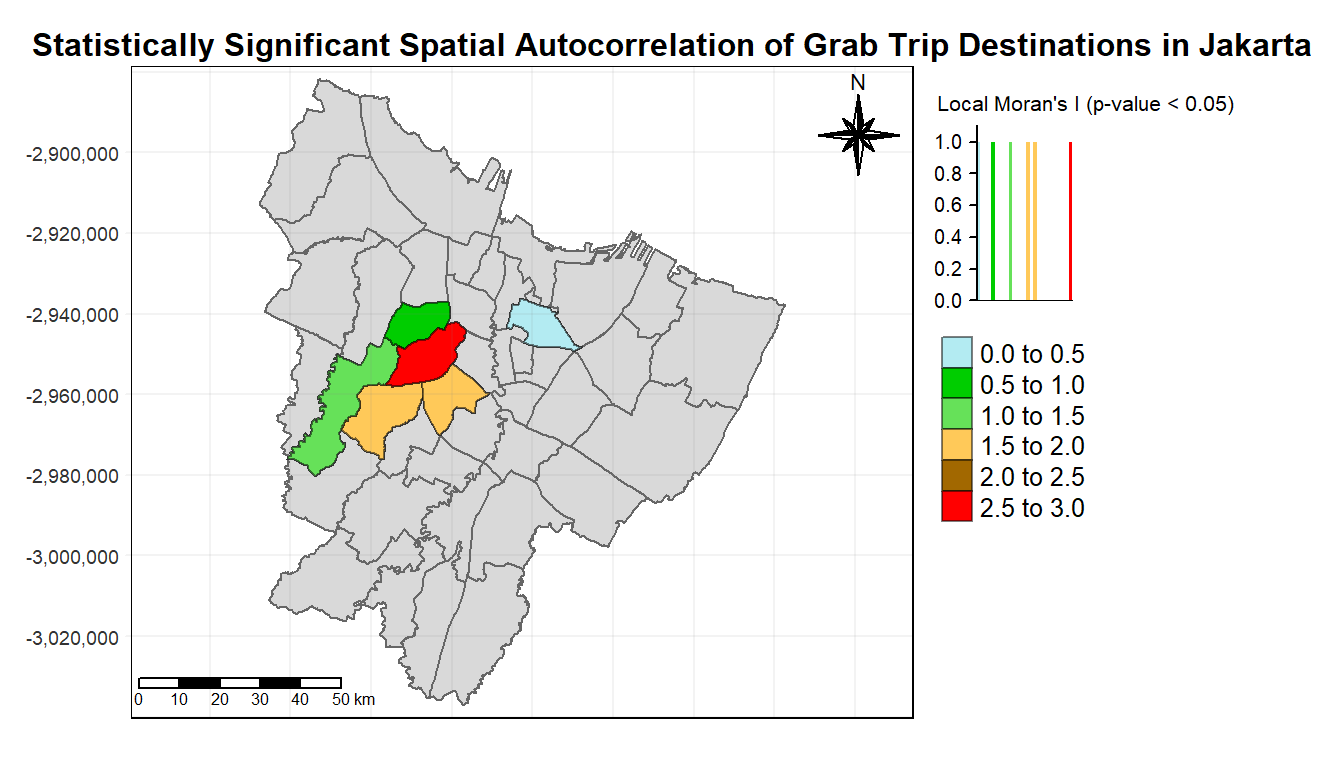 Statistically Significant Spatial Autocorrelation of Grab Trip Destinations in Jakarta
N
Local Moran's I (p-value < 0.05)
1.0
0.8
0.6
0.4
0.2
0.0
0.0 to 0.5
0.5 to 1.0
1.0 to 1.5
1.5 to 2.0
2.0 to 2.5
2.5 to 3.0
-2,900,000
-2,920,000
-2,940,000
-2,960,000
-2,980,000
-3,000,000
-3,020,000
0 10 20 30 40 50 km